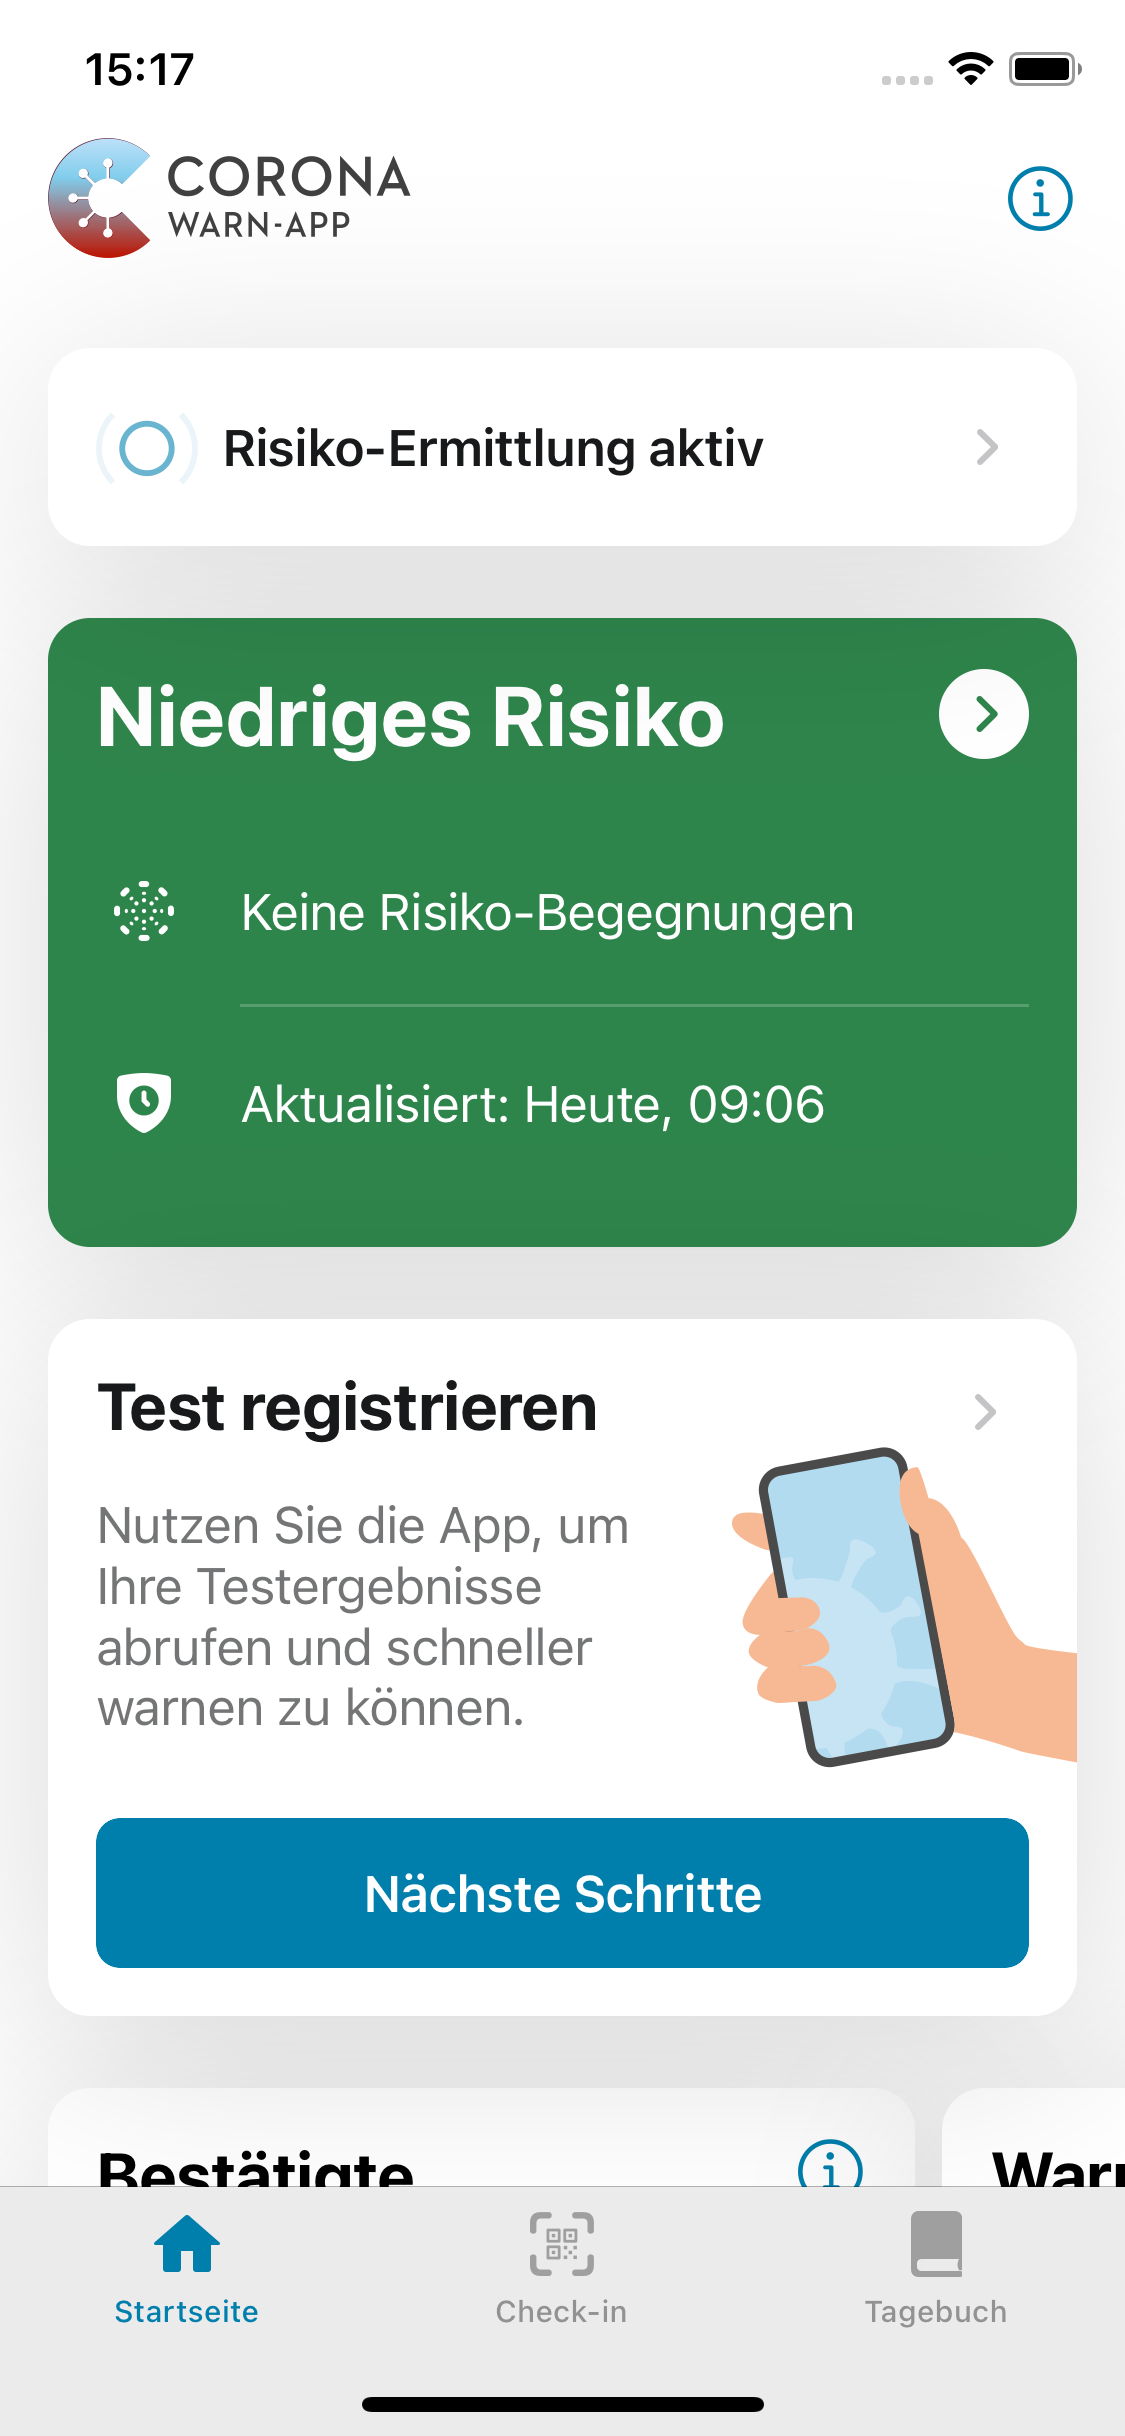 15:17
CORONA
WARN-APP
Risiko-Ermittlung aktiv
Niedriges Risiko
Keine Risiko-Begegnungen
Aktualisiert: Heute, 09:06
Test registrieren
Nutzen Sie die App, um
Ihre Testergebnisse
abrufen und schneller
warnen zu können.
Nächste Schritte
Bestätigte
Startseite
Check-in
Tagebuch